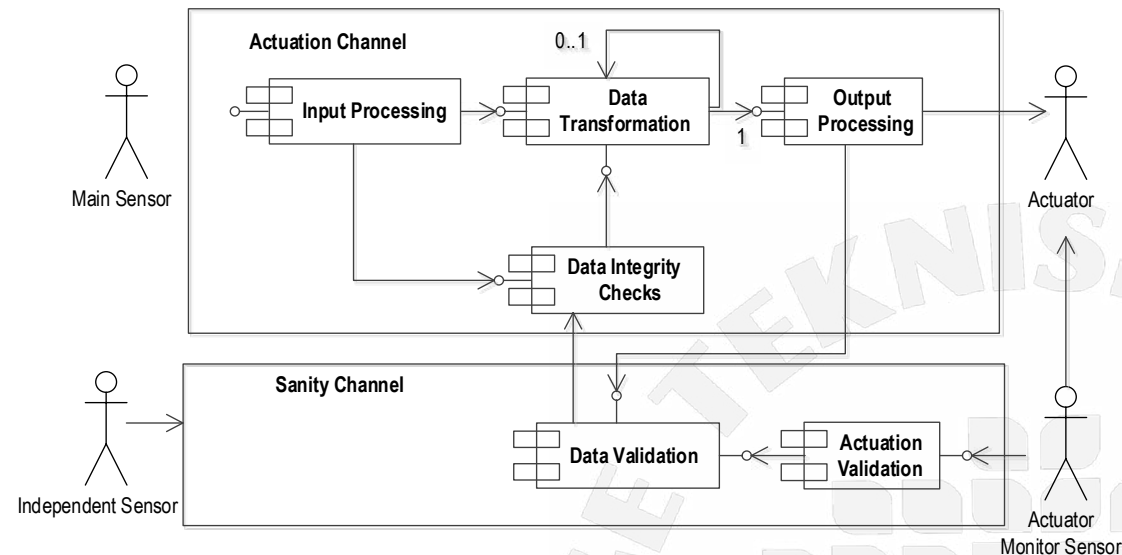 Actuation Channel
0..1
Input Processing
Data
Transformation
1
Output
Processing
Main Sensor
Actuator
Data Integrity
Checks
Sanity Channel
Data Validation
Actuation
Validation
Independent Sensor
Actuator
Monitor Sensor